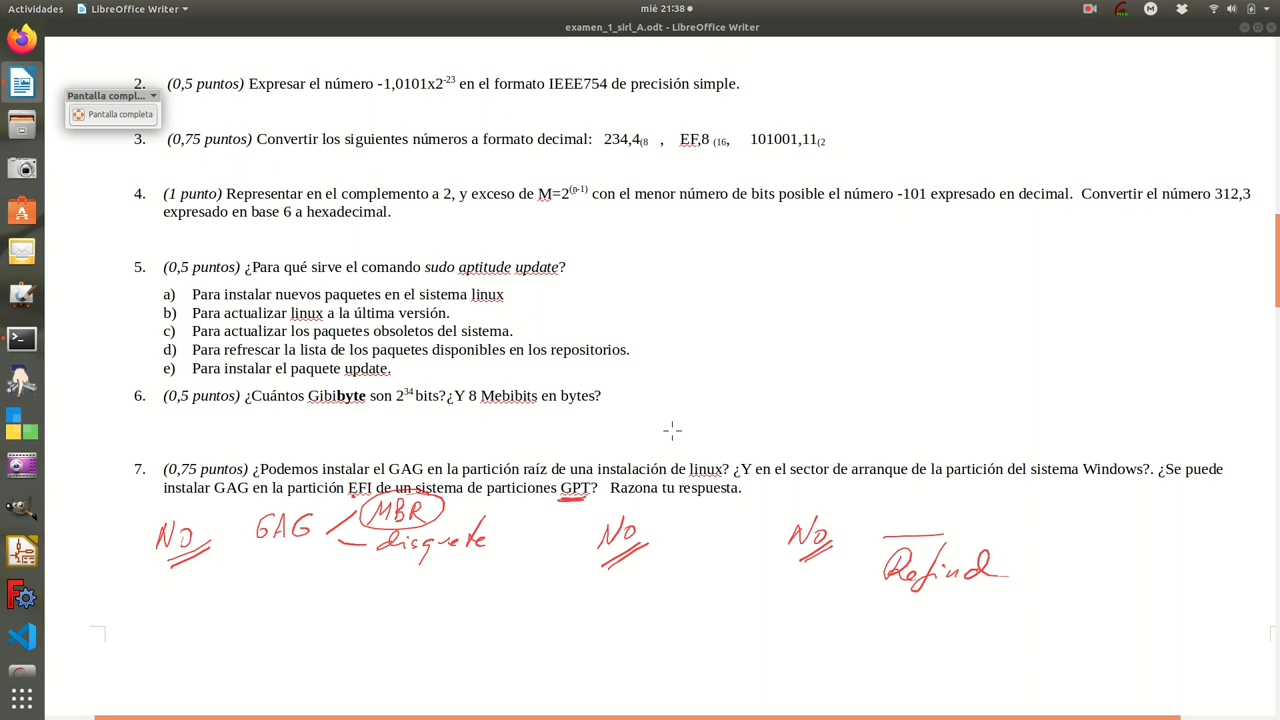 Actividades LibreOffice Writer mié 21:38
examen_1_sirl_A.odt - LibreOffice Writer
2. (0,5 puntos) Expresar el número -1,0101x2-23 en el formato IEEE754 de precisión simple.
Pantalla compl...
Pantalla completa
3. (0,75 puntos) Convertir los siguientes números a formato decimal: 234,4(8 , EF,8 (16, 101001,11(2
4. (1 punto) Representar en el complemento a 2, y exceso de M=2(n-1) con el menor número de bits posible el número -101 expresado en decimal. Convertir el número 312,3
expresado en base 6 a hexadecimal.
5. (0,5 puntos) ¿Para qué sirve el comando sudo aptitude update?
a) Para instalar nuevos paquetes en el sistema linux
b) Para actualizar linux a la última versión.
c) Para actualizar los paquetes obsoletos del sistema.
d) Para refrescar la lista de los paquetes disponibles en los repositorios.
e) Para instalar el paquete update.
6. (0,5 puntos) ¿Cuántos Gibibyte son 234 bits?¿Y 8 Mebibits en bytes?
7. (0,75 puntos) ¿Podemos instalar el GAG en la partición raíz de una instalación de linux? ¿Y en el sector de arranque de la partición del sistema Windows?. ¿Se puede
instalar GAG en la partición EFI de un sistema de particiones GPT? Razona tu respuesta.
NO GAG MBR NO NO
disquete Refind